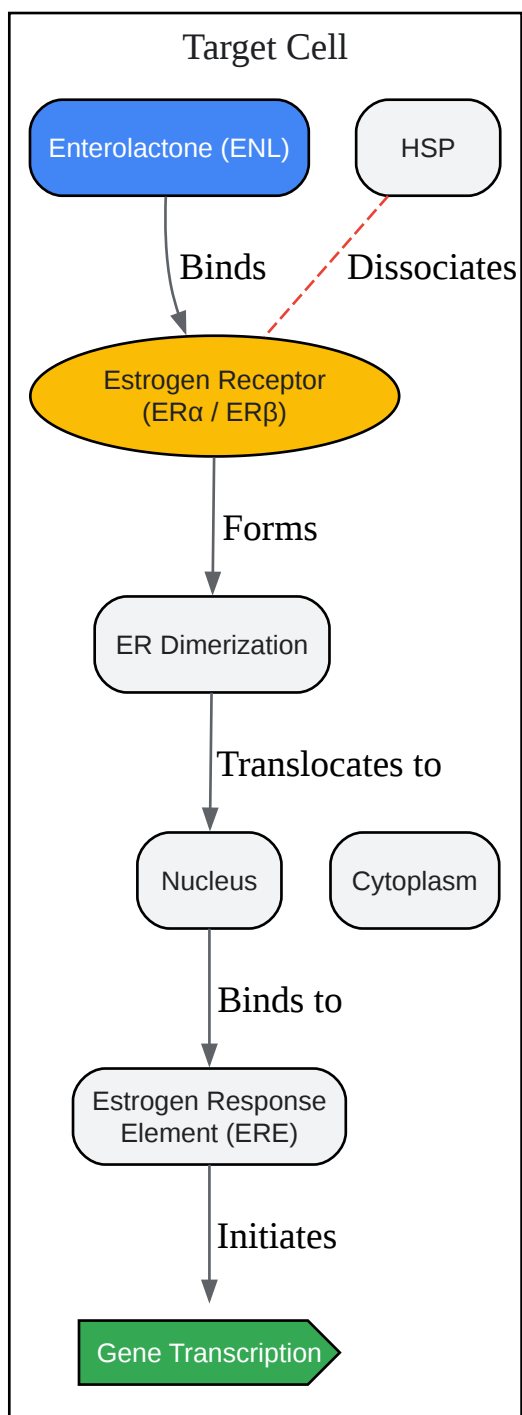 Target Cell
Enterolactone (ENL)
HSP
Binds
Dissociates
Estrogen Receptor
(ERα / ERβ)
Forms
ER Dimerization
Translocates to
Nucleus
Cytoplasm
Binds to
Estrogen Response
Element (ERE)
Initiates
Gene Transcription